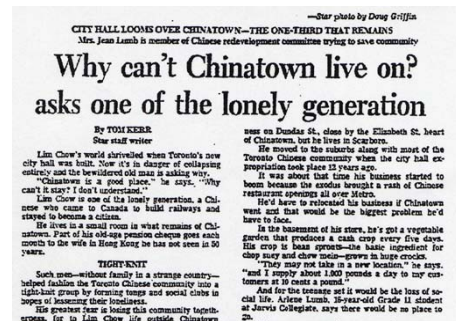 —Star photo by Doug Griffin
CITY HALL LOOMS OVER CHINATOWN—THE ONE-THIRD THAT REMAINS
Mrs. Jean Lumb is member of Chinese redevelopment committee trying to save community
Why can't Chinatown live on?
asks one of the lonely generation
By TOM KERR
Star staff writer
Lim Chow's world shrivelled when Toronto's new
city hall was built. Now it's in danger of collapsing
entirely and the bewildered old man is asking why.
"Chinatown is a good place," he says. "Why
can't it stay? I don't understand."
Lim Chow is one of the lonely generation, a Chi-
nese who came to Canada to build railways and
stayed to become a citizen.
He lives in a small room in what remains of Chi-
natown. Part of his old-age pension cheque goes each
month to the wife in Hong Kong he has not seen in 50
years.
TIGHT-KNIT
Such men—without family in a strange country—
helped fashion the Toronto Chinese community into a
tight-knit group by forming tongs and social clubs in
hopes of lessening their loneliness.
His greatest fear is losing this community togeth-
erness, for to Lim Chow life outside Chinatown
ness on Dundas St., close by the Elizabeth St. heart
of Chinatown, but he lives in Scarboro.
He moved to the suburbs along with most of the
Toronto Chinese community when the city hall ex-
propriation took place 12 years ago.
It was about that time his business started to
boom because the exodus brought a rash of Chinese
restaurant openings all over Metro.
He'd have to relocated his business if Chinatown
went and that would be the biggest problem he'd
have to face.
In the basement of his store, he's got a vegetable
garden that produces a cash crop every five days.
His crop is bean sprouts—the basic ingredient for
chop suey and chow mein—grown in huge crocks.
"They may not take in a new location," he says,
"and I supply about 1,000 pounds a day to my cus-
tomers at 10 cents a pound."
And for the teenage set it would be the loss of so-
cial life. Arlene Lumb, 16-year-old Grade 11 student
at Jarvis Collegiate, says there would be no place to
go.